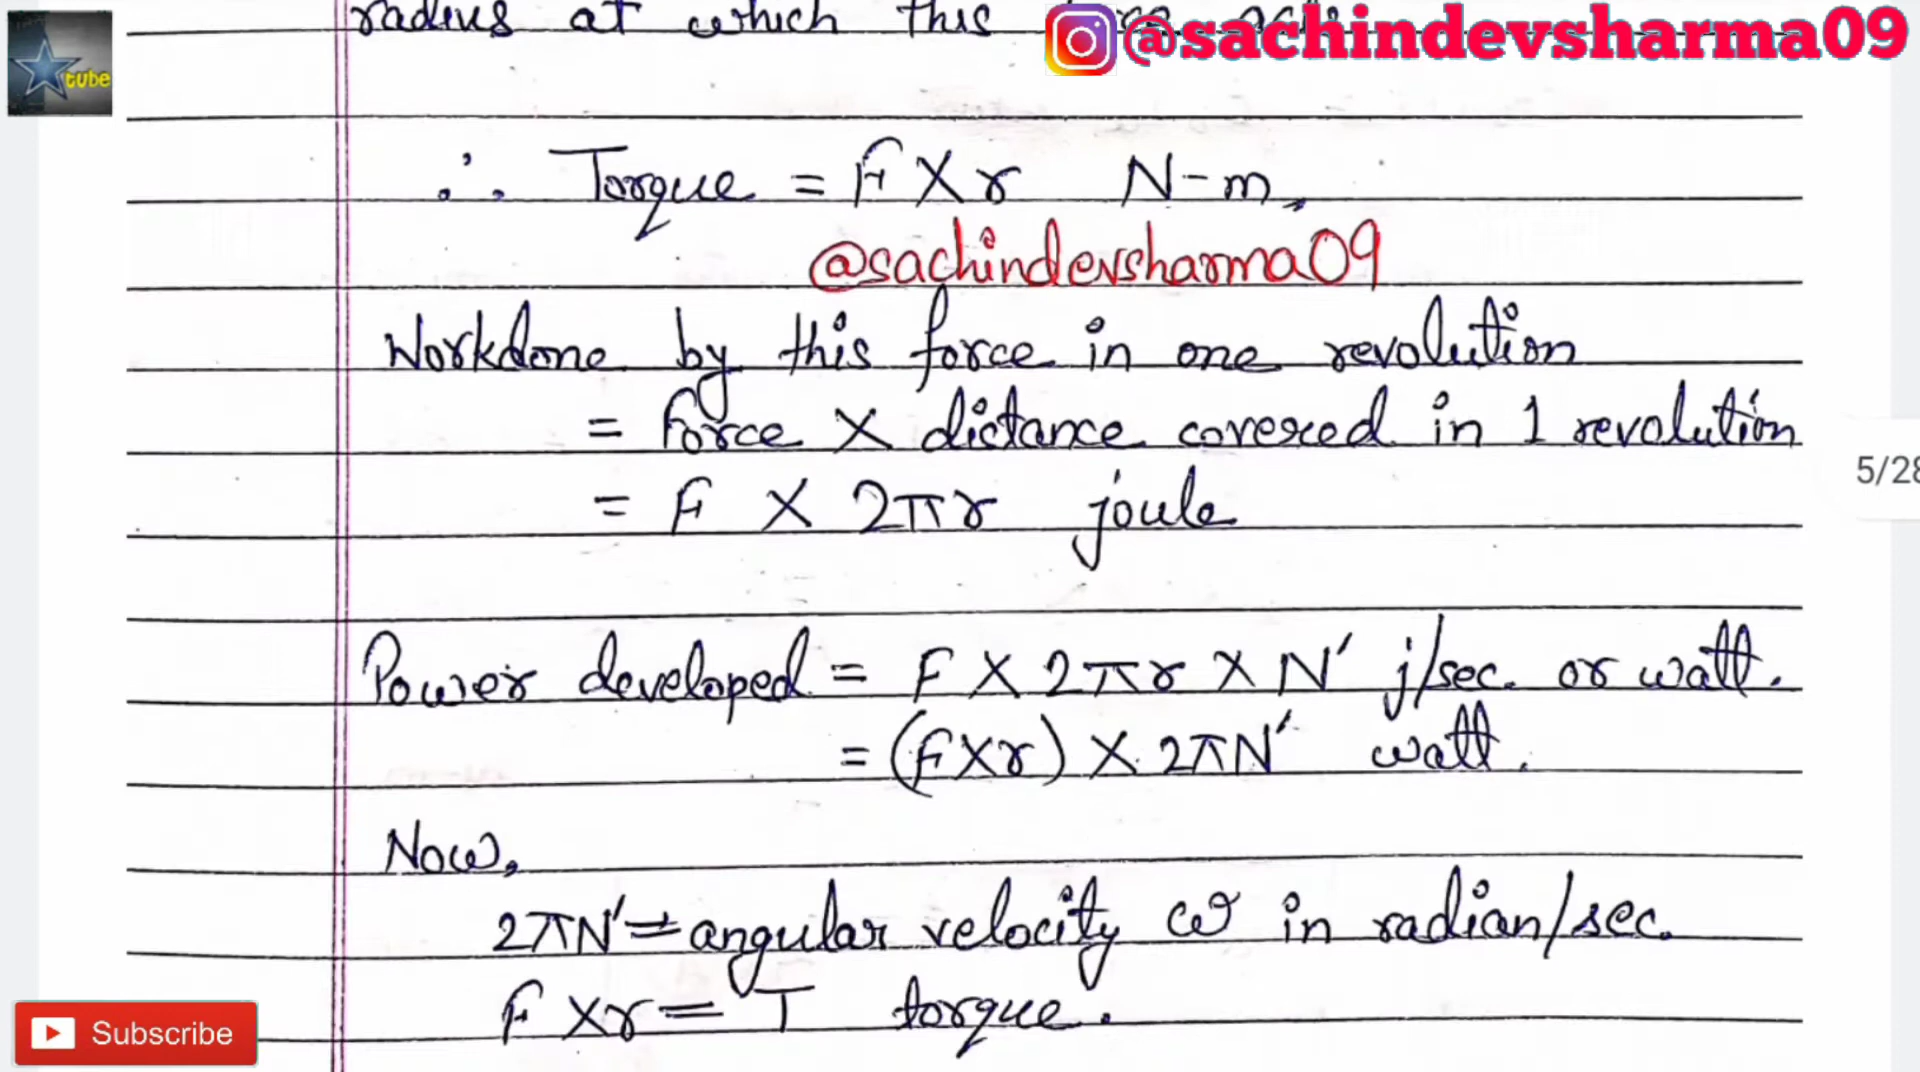 radius at which this
@sachindevsharma09
tube
∴ Torque = F X r N-m.
@sachindevsharma09
Workdone by this force in one revolution
= force X distance covered in 1 revolution
= F X 2πr joule
5/28
Power developed = F X 2πr X N' j/sec. or watt.
= (F X r) X 2πN' watt.
Now,
2πN' = angular velocity ω in radian/sec.
F X r = T torque.
Subscribe